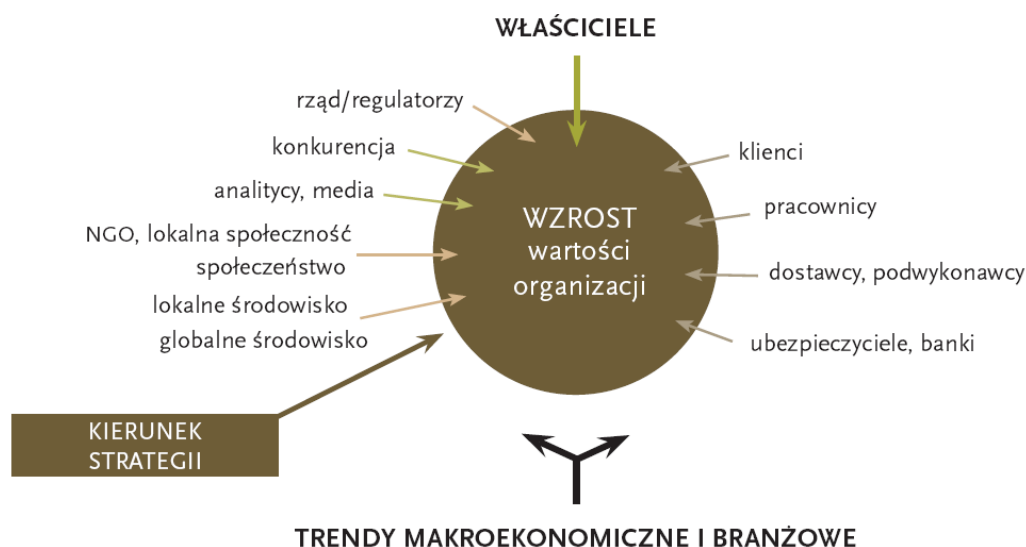 WŁAŚCICIELE
rząd/regulatorzy
konkurencja
analitycy, media
NGO, lokalna społeczność
społeczeństwo
lokalne środowisko
globalne środowisko
KIERUNEK
STRATEGII
WZROST
wartości
organizacji
klienci
pracownicy
dostawcy, podwykonawcy
ubezpieczyciele, banki
TRENDY MAKROEKONOMICZNE I BRANŻOWE